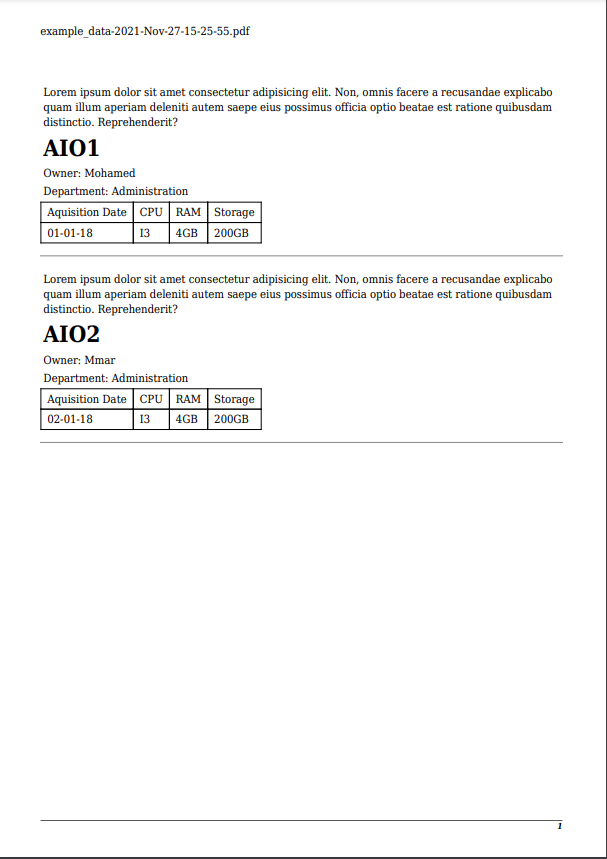 example_data-2021-Nov-27-15-25-55.pdf
Lorem ipsum dolor sit amet consectetur adipisicing elit. Non, omnis facere a recusandae explicabo
quam illum aperiam deleniti autem saepe eius possimus officia optio beatae est ratione quibusdam
distinctio. Reprehenderit?
AIO1
Owner: Mohamed
Department: Administration
Aquisition Date CPU RAM Storage
01-01-18 I3 4GB 200GB
Lorem ipsum dolor sit amet consectetur adipisicing elit. Non, omnis facere a recusandae explicabo
quam illum aperiam deleniti autem saepe eius possimus officia optio beatae est ratione quibusdam
distinctio. Reprehenderit?
AIO2
Owner: Mmar
Department: Administration
Aquisition Date CPU RAM Storage
02-01-18 I3 4GB 200GB
1